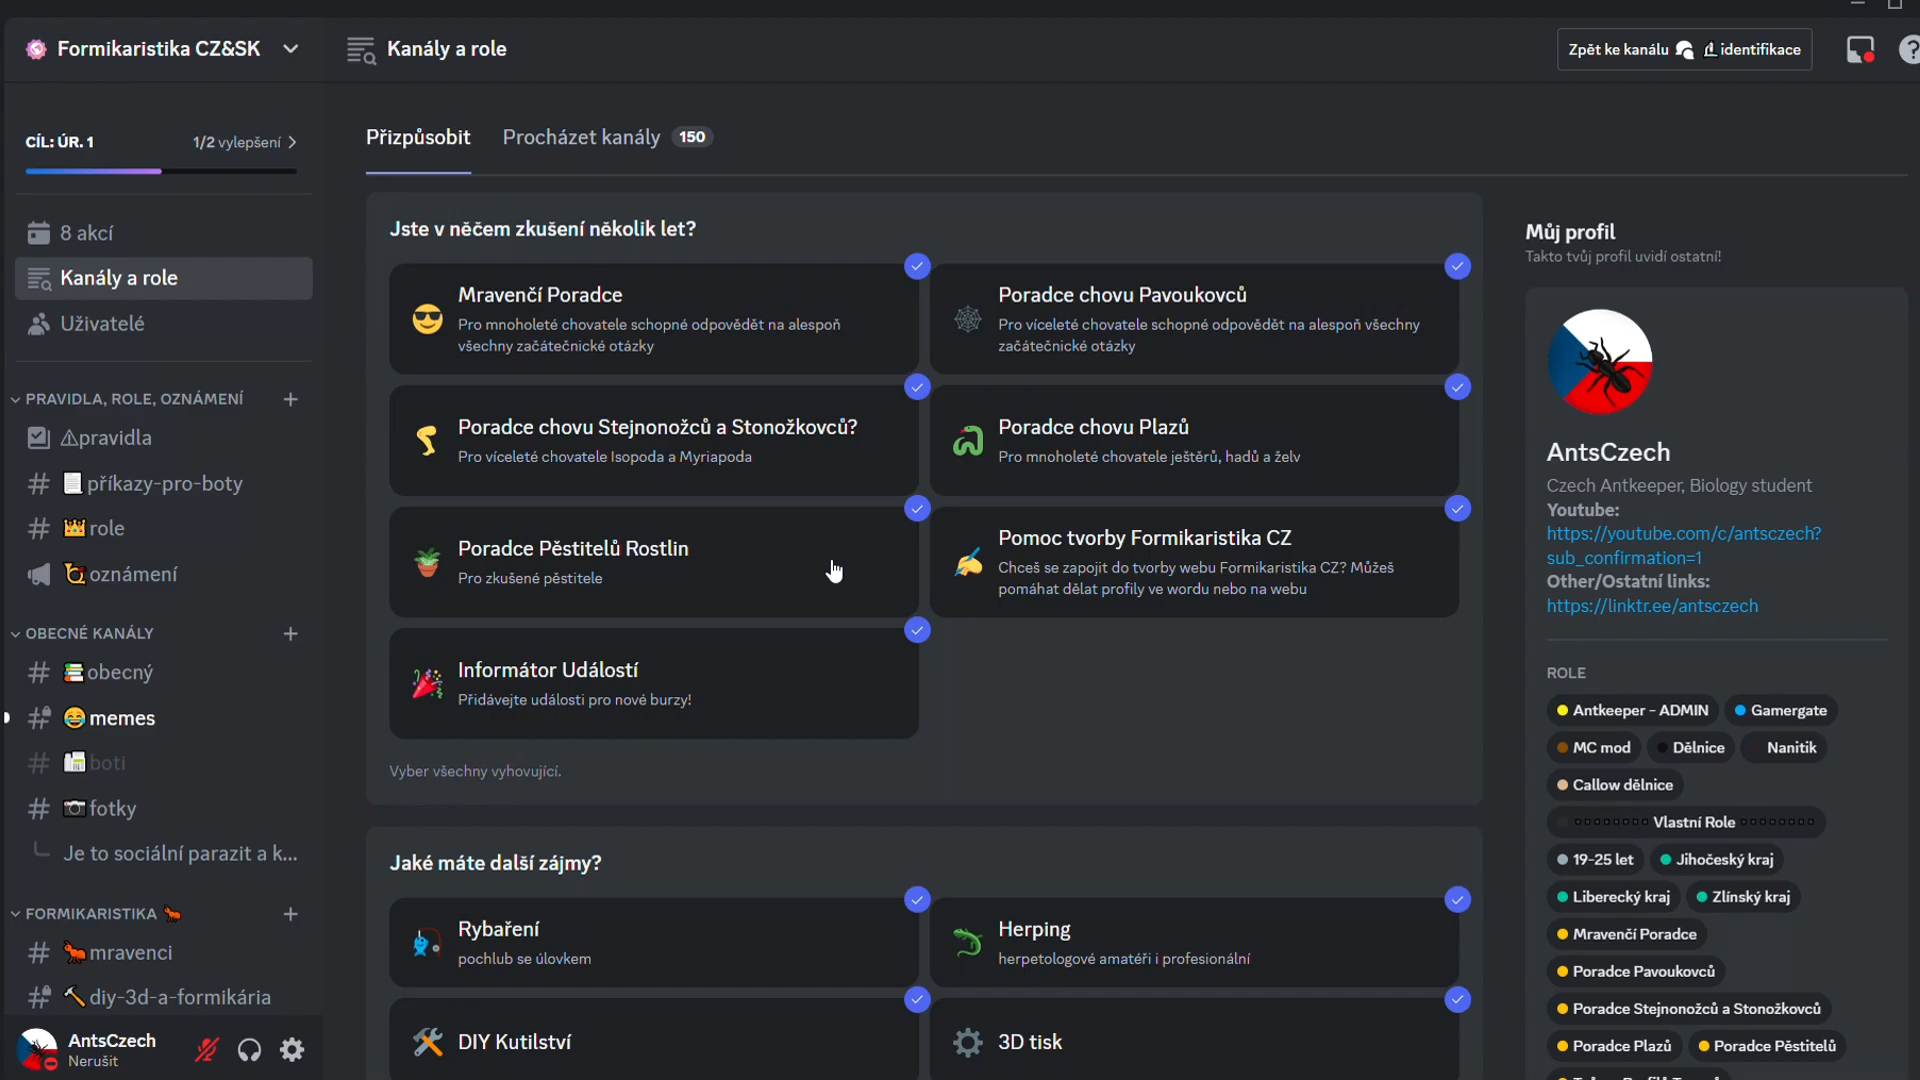 Formikaristika CZ&SK
Kanály a role
Zpět ke kanálu identifikace
CÍL: ÚR. 1
1/2 vylepšení
Přizpůsobit
Procházet kanály 150
8 akcí
Kanály a role
Uživatelé
PRAVIDLA, ROLE, OZNÁMENÍ
⚠pravidla
příkazy-pro-boty
role
oznámení
OBECNÉ KANÁLY
obecný
memes
boti
fotky
Je to sociální parazit a k...
FORMIKARISTIKA
mravenci
diy-3d-a-formikária
AntsCzech
Nerušit
Jste v něčem zkušení několik let?
Mravenčí Poradce
Pro mnoholeté chovatele schopné odpovědět na alespoň
všechny začátečnické otázky
Poradce chovu Pavoukovců
Pro víceleté chovatele schopné odpovědět na alespoň všechny
začátečnické otázky
Poradce chovu Stejnonožců a Stonožkovců?
Pro víceleté chovatele Isopoda a Myriapoda
Poradce chovu Plazů
Pro mnoholeté chovatele ještěrů, hadů a želv
Poradce Pěstitelů Rostlin
Pro zkušené pěstitele
Pomoc tvorby Formikaristika CZ
Chceš se zapojit do tvorby webu Formikaristika CZ? Můžeš
pomáhat dělat profily ve wordu nebo na webu
Informátor Událostí
Přidávejte události pro nové burzy!
Vyber všechny vyhovující.
Jaké máte další zájmy?
Rybaření
pochlub se úlovkem
Herping
herpetologové amatéři i profesionální
DIY Kutilství
3D tisk
Můj profil
Takto tvůj profil uvidí ostatní!
AntsCzech
Czech Antkeeper, Biology student
Youtube:
https://youtube.com/c/antsczech?
sub_confirmation=1
Other/Ostatní links:
https://linktr.ee/antsczech
ROLE
Antkeeper - ADMIN
Gamergate
MC mod
Dělnice
Nanitik
Callow dělnice
Vlastní Role
19-25 let
Jihočeský kraj
Liberecký kraj
Zlínský kraj
Mravenčí Poradce
Poradce Pavoukovců
Poradce Stejnonožců a Stonožkovců
Poradce Plazů
Poradce Pěstitelů